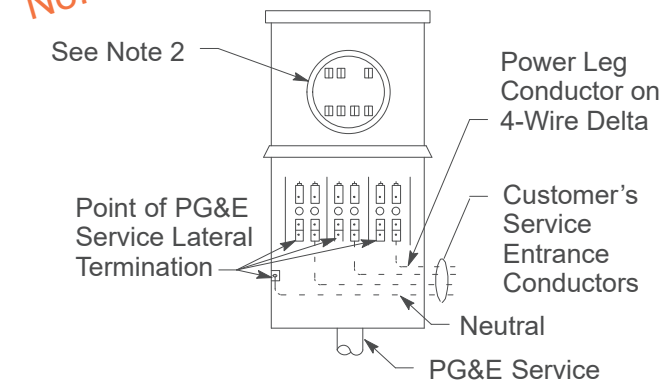 See Note 2
Power Leg
Conductor on
4-Wire Delta
Point of PG&E
Service Lateral
Termination
Customer's
Service
Entrance
Conductors
Neutral
PG&E Service